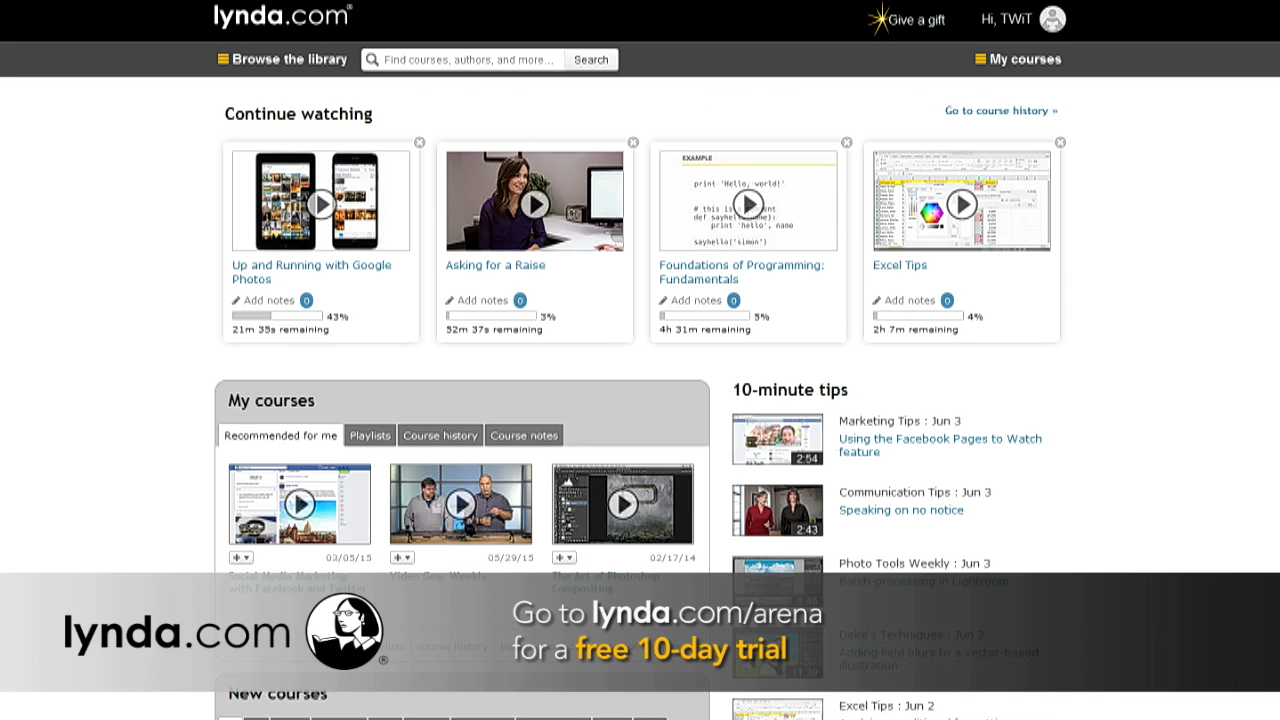 lynda.com®
Give a gift
Hi, TWiT
Browse the library
Find courses, authors, and more...
Search
My courses
Continue watching
Go to course history »
EXAMPLE
print 'Hello, world!'
print 'hello', name
sayhello('simon')
Up and Running with Google
Photos
Add notes 0
43%
21m 35s remaining
Asking for a Raise
Add notes 0
3%
52m 37s remaining
Foundations of Programming:
Fundamentals
Add notes 0
5%
4h 31m remaining
Excel Tips
Add notes 0
4%
2h 7m remaining
My courses
Recommended for me
Playlists
Course history
Course notes
03/05/15
05/29/15
02/17/14
Social Media Marketing
with Facebook and Twitter
Video Gear Weekly
The Art of Photoshop
Compositing
course history
New courses
10-minute tips
2:54
Marketing Tips : Jun 3
Using the Facebook Pages to Watch
feature
2:43
Communication Tips : Jun 3
Speaking on no notice
Photo Tools Weekly : Jun 3
Batch-processing in Lightroom
Deke's Techniques : Jun 2
Adding field blurs to a vector-based
illustration
Excel Tips : Jun 2
lynda.com®
Go to lynda.com/arena
for a free 10-day trial